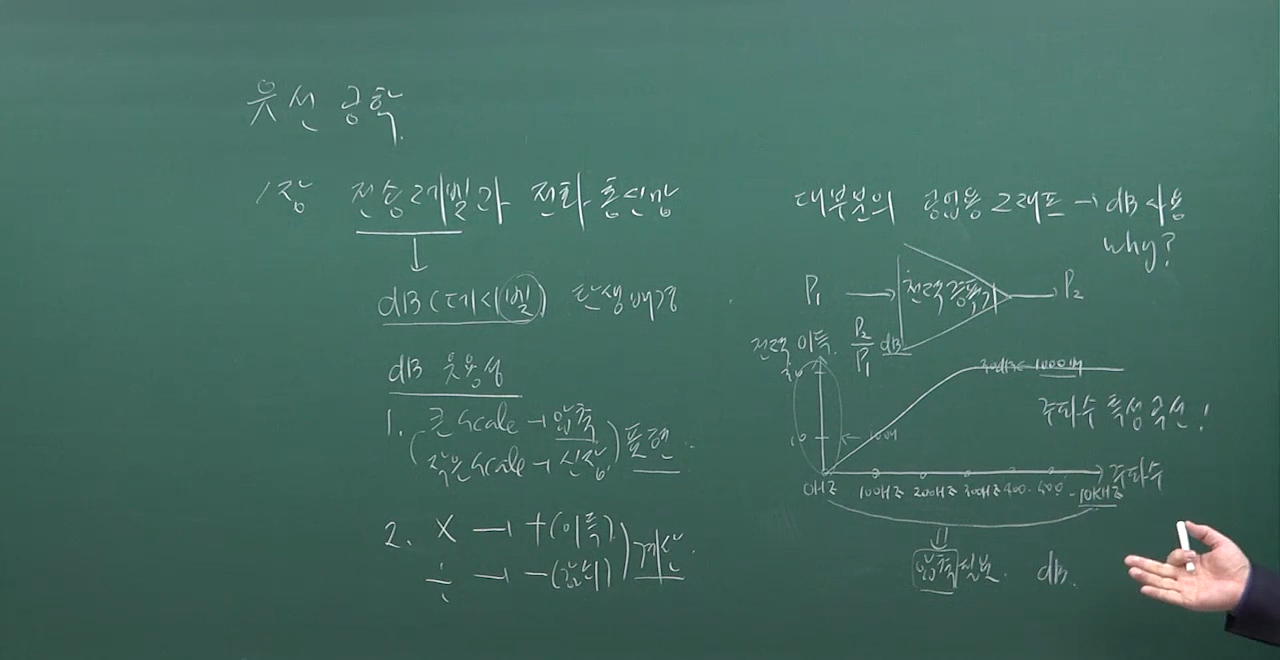 유선 공학
1장 전송레벨과 전화통신망
dB(데시벨) 탄생배경
dB 유용성
1. (큰 scale → 압축
작은 scale → 신장) 표현
2. × → + (이득)
÷ → - (감쇠) 계산
대부분의 공업용 그래프 → dB 사용
why?
P₁ 전력증폭기 P₂
전력 이득 P₂/P₁ dB
30 30dB ← 1000배
주파수 특성곡선!
10 ← 10배
주파수
0Hz 100Hz 200Hz 300Hz 400 500 -10KHz
압축 필요. dB.